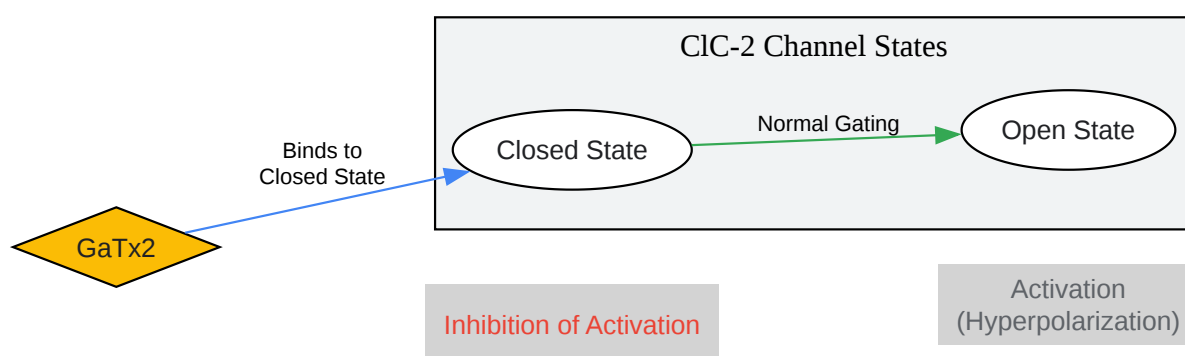 ClC-2 Channel States
Normal Gating
Closed State
Open State
Binds to
Closed State
GaTx2
Inhibition of Activation
Activation
(Hyperpolarization)